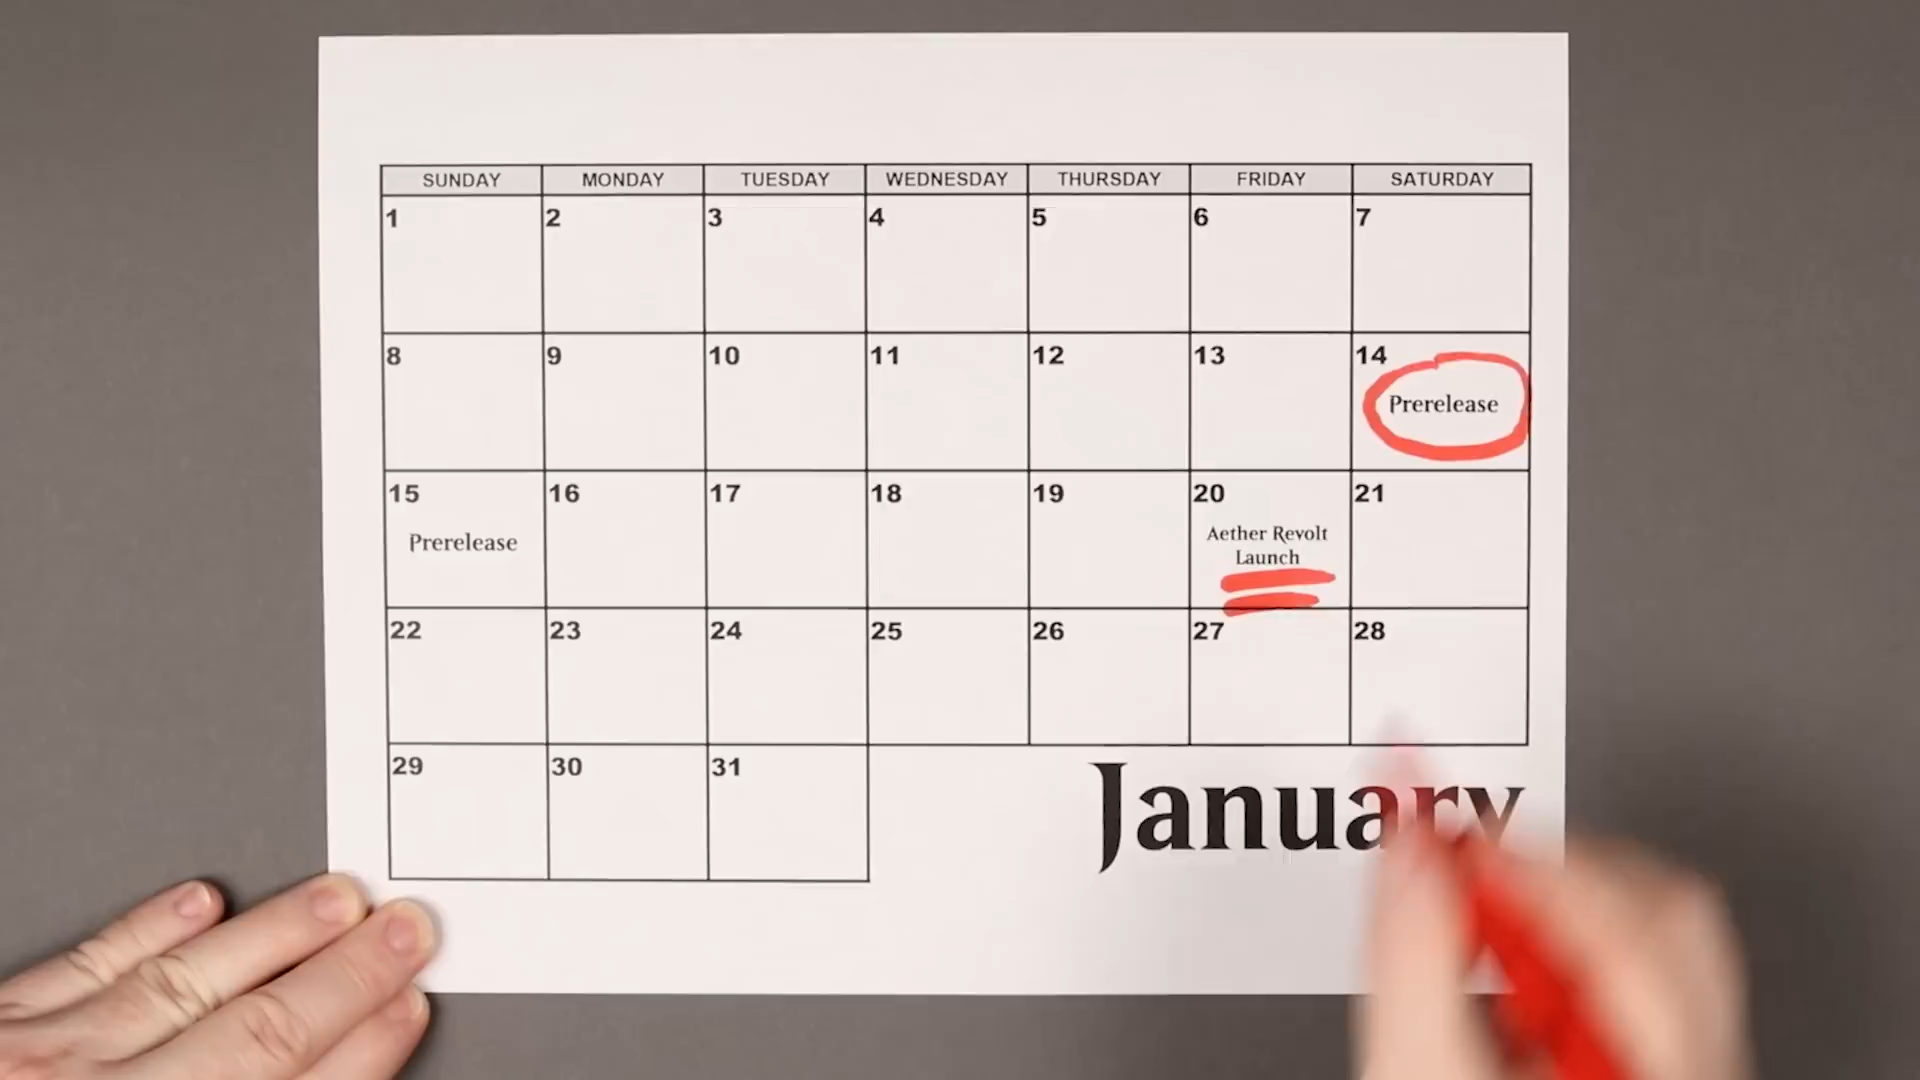 SUNDAY MONDAY TUESDAY WEDNESDAY THURSDAY FRIDAY SATURDAY
1 2 3 4 5 6 7
8 9 10 11 12 13 14
Prerelease
15 16 17 18 19 20 21
Prerelease
Aether Revolt
Launch
22 23 24 25 26 27 28
29 30 31
January